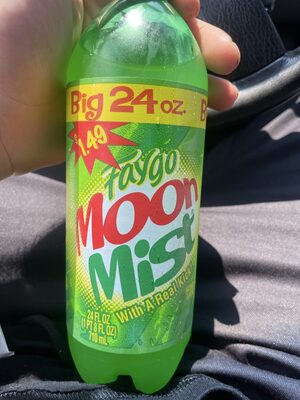 Big 24 oz.
$1.49
Faygo
Moon
Mist
With A Real
24 FL OZ
(1 PT 8 FL OZ)
710 mL